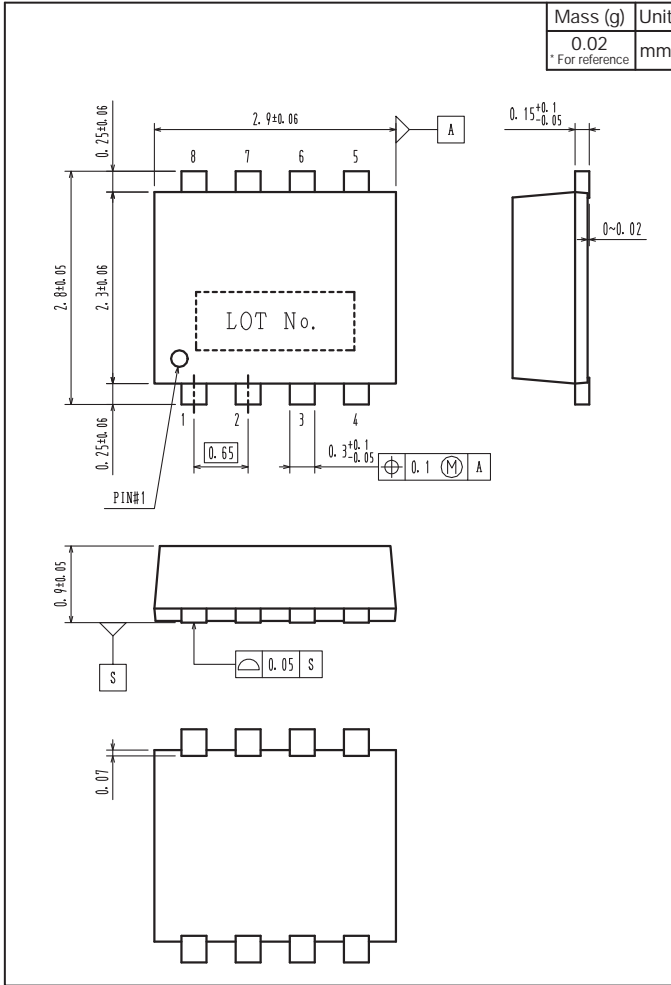 Mass (g) Unit
0.02 mm
* For reference
2.9±0.06
A
0.15+0.1 -0.05
0.25±0.06
8 7 6 5
0~0.02
2.8±0.05
2.3±0.06
LOT No.
0.25±0.06
1 2 3 4
0.65
0.3+0.1 -0.05
0.1 Ⓜ A
PIN#1
0.9±0.05
S
0.05 S
0.07